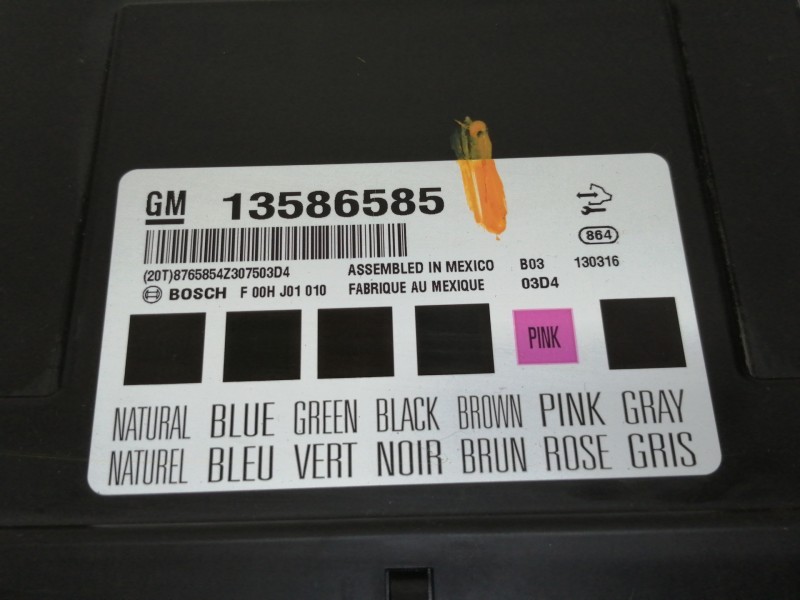 GM 13586585
864
(20T)8765854Z307503D4 ASSEMBLED IN MEXICO B03 130316
BOSCH F 00H J01 010 FABRIQUE AU MEXIQUE 03D4
PINK
NATURAL BLUE GREEN BLACK BROWN PINK GRAY
NATUREL BLEU VERT NOIR BRUN ROSE GRIS